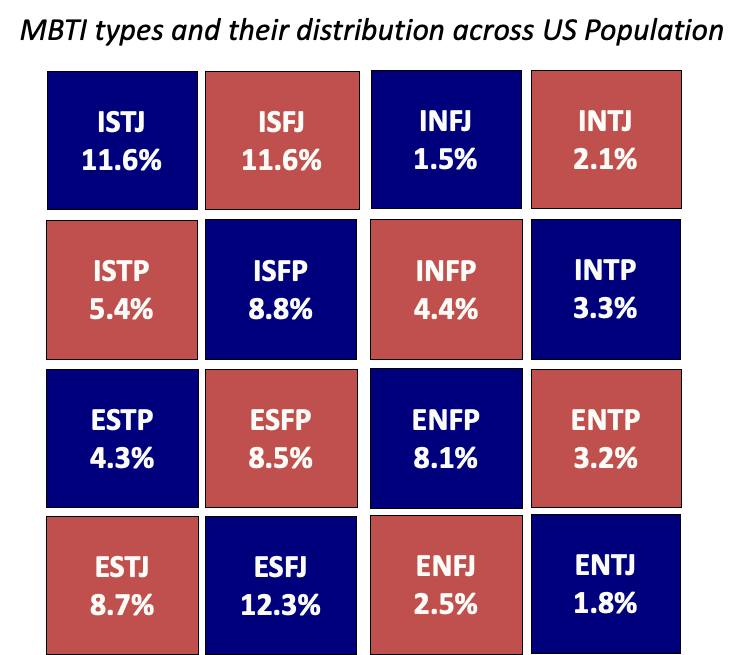 MBTI types and their distribution across US Population
ISTJ
11.6%
ISFJ
11.6%
INFJ
1.5%
INTJ
2.1%
ISTP
5.4%
ISFP
8.8%
INFP
4.4%
INTP
3.3%
ESTP
4.3%
ESFP
8.5%
ENFP
8.1%
ENTP
3.2%
ESTJ
8.7%
ESFJ
12.3%
ENFJ
2.5%
ENTJ
1.8%